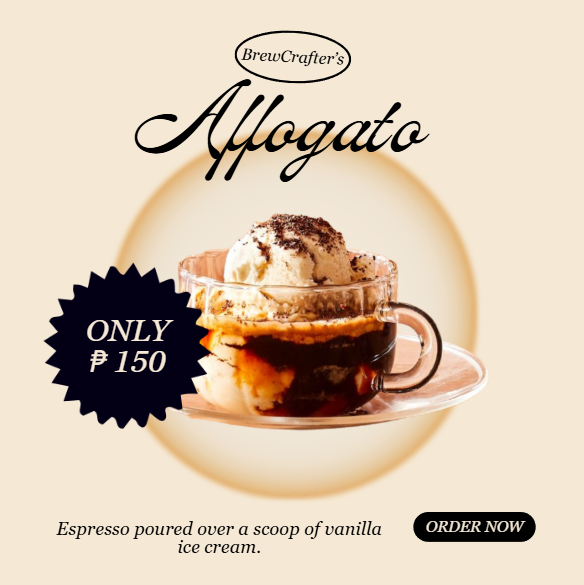 BrewCrafter's
Affogato
ONLY
₱ 150
Espresso poured over a scoop of vanilla
ice cream.
ORDER NOW